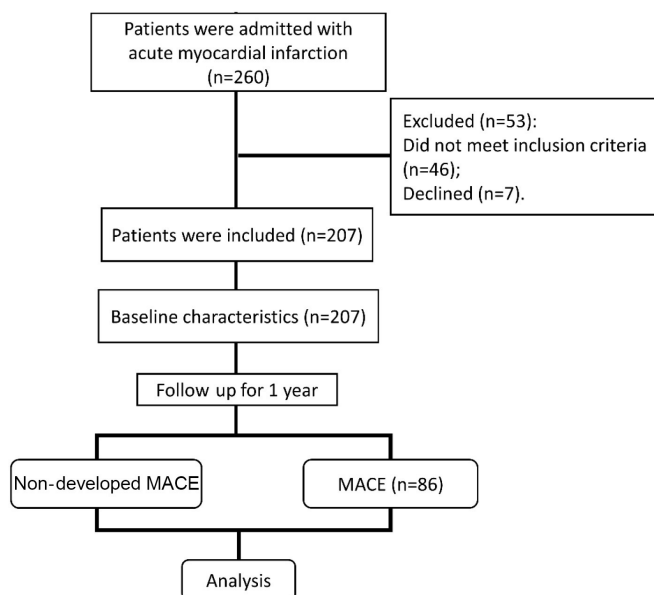 Patients were admitted with
acute myocardial infarction
(n=260)
Excluded (n=53):
Did not meet inclusion criteria
(n=46);
Declined (n=7).
Patients were included (n=207)
Baseline characteristics (n=207)
Follow up for 1 year
Non-developed MACE
MACE (n=86)
Analysis